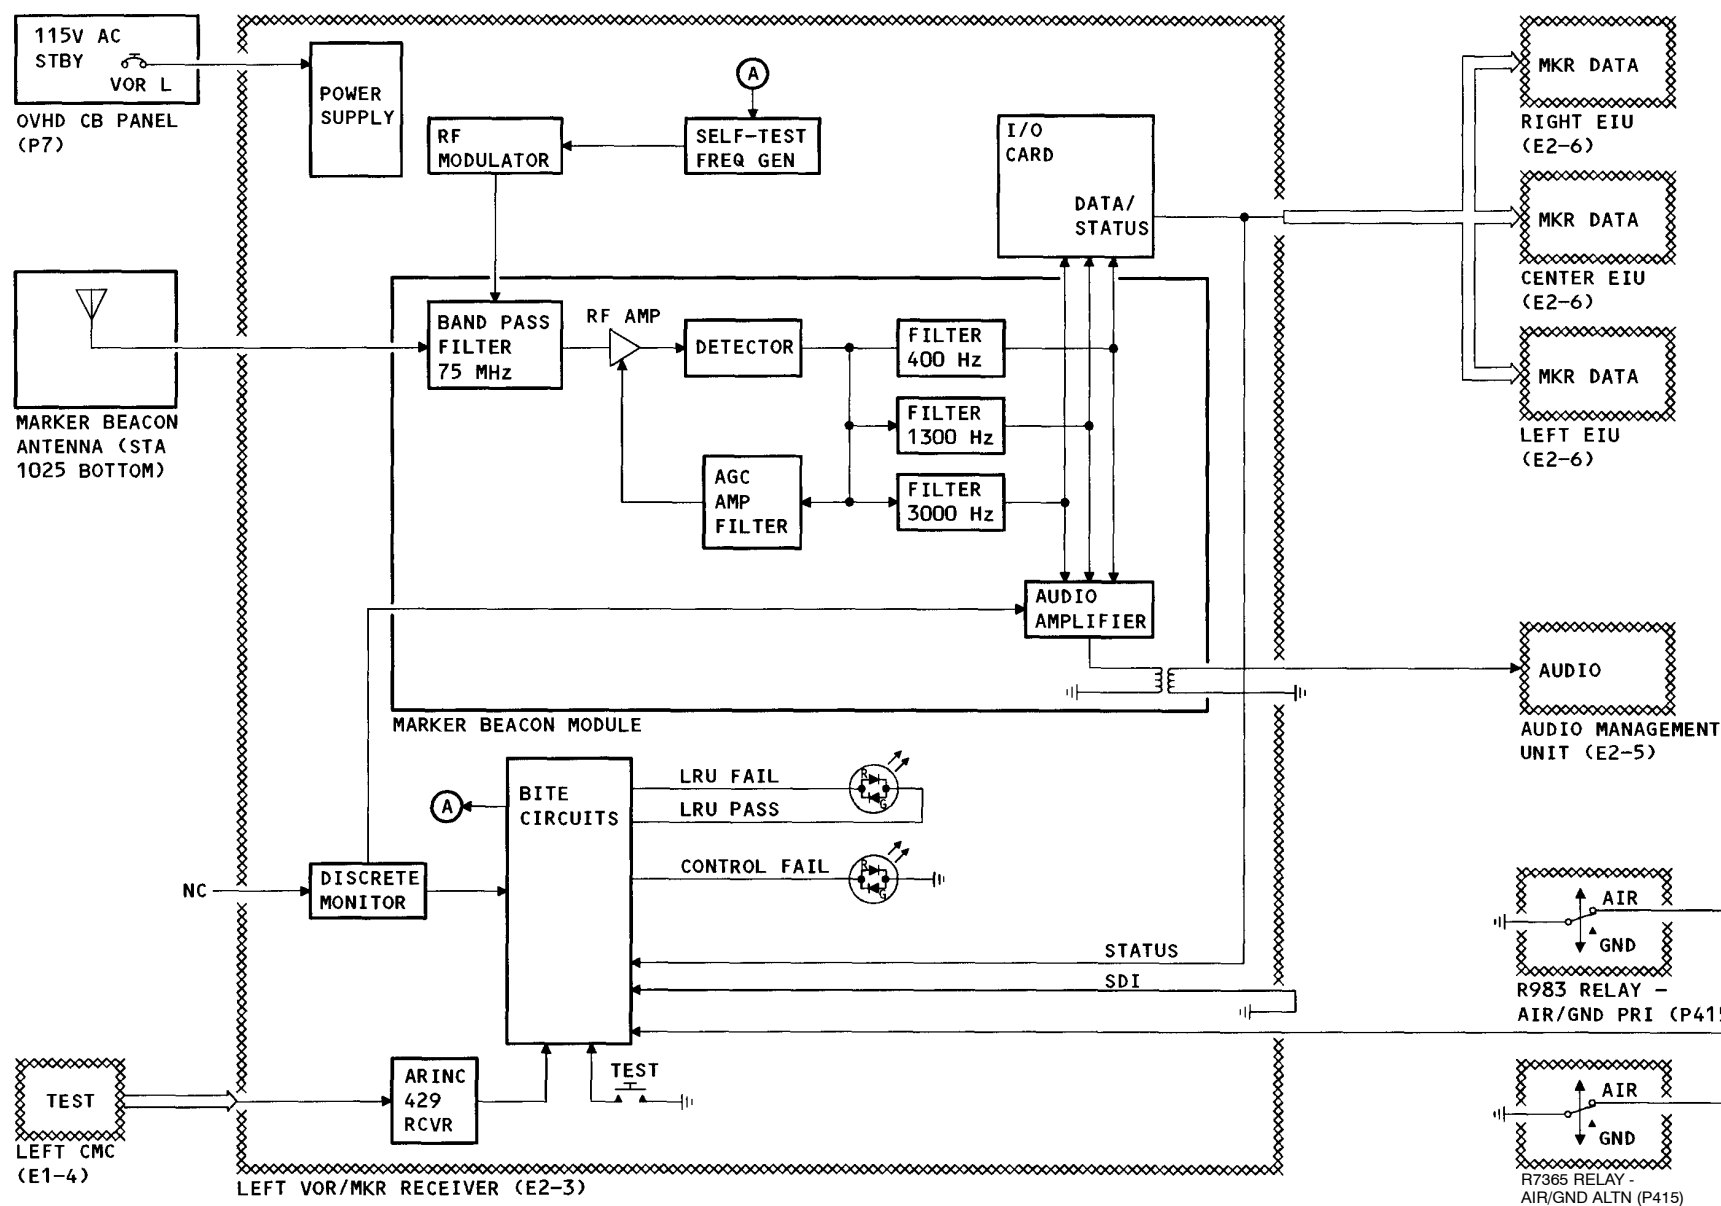 115V AC
STBY
VOR L
OVHD CB PANEL
(P7)
POWER
SUPPLY
A
RF
MODULATOR
SELF-TEST
FREQ GEN
I/O
CARD
DATA/
STATUS
MKR DATA
RIGHT EIU
(E2-6)
MKR DATA
CENTER EIU
(E2-6)
MKR DATA
LEFT EIU
(E2-6)
MARKER BEACON
ANTENNA (STA
1025 BOTTOM)
BAND PASS
FILTER
75 MHz
RF AMP
DETECTOR
FILTER
400 Hz
FILTER
1300 Hz
FILTER
3000 Hz
AGC
AMP
FILTER
AUDIO
AMPLIFIER
MARKER BEACON MODULE
AUDIO
AUDIO MANAGEMENT
UNIT (E2-5)
A
BITE
CIRCUITS
LRU FAIL
LRU PASS
R
G
CONTROL FAIL
R
G
NC
DISCRETE
MONITOR
STATUS
SDI
TEST
ARINC
429
RCVR
TEST
LEFT CMC
(E1-4)
LEFT VOR/MKR RECEIVER (E2-3)
AIR
GND
R983 RELAY -
AIR/GND PRI (P415
AIR
GND
R7365 RELAY -
AIR/GND ALTN (P415)